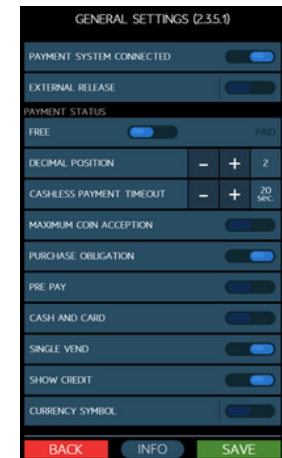 GENERAL SETTINGS (2.3.5.1)
PAYMENT SYSTEM CONNECTED
EXTERNAL RELEASE
PAYMENT STATUS
FREE PAID
DECIMAL POSITION - + 2
CASHLESS PAYMENT TIMEOUT - + 20 sec.
MAXIMUM COIN ACCEPTION
PURCHASE OBLIGATION
PRE PAY
CASH AND CARD
SINGLE VEND
SHOW CREDIT
CURRENCY SYMBOL
BACK INFO SAVE